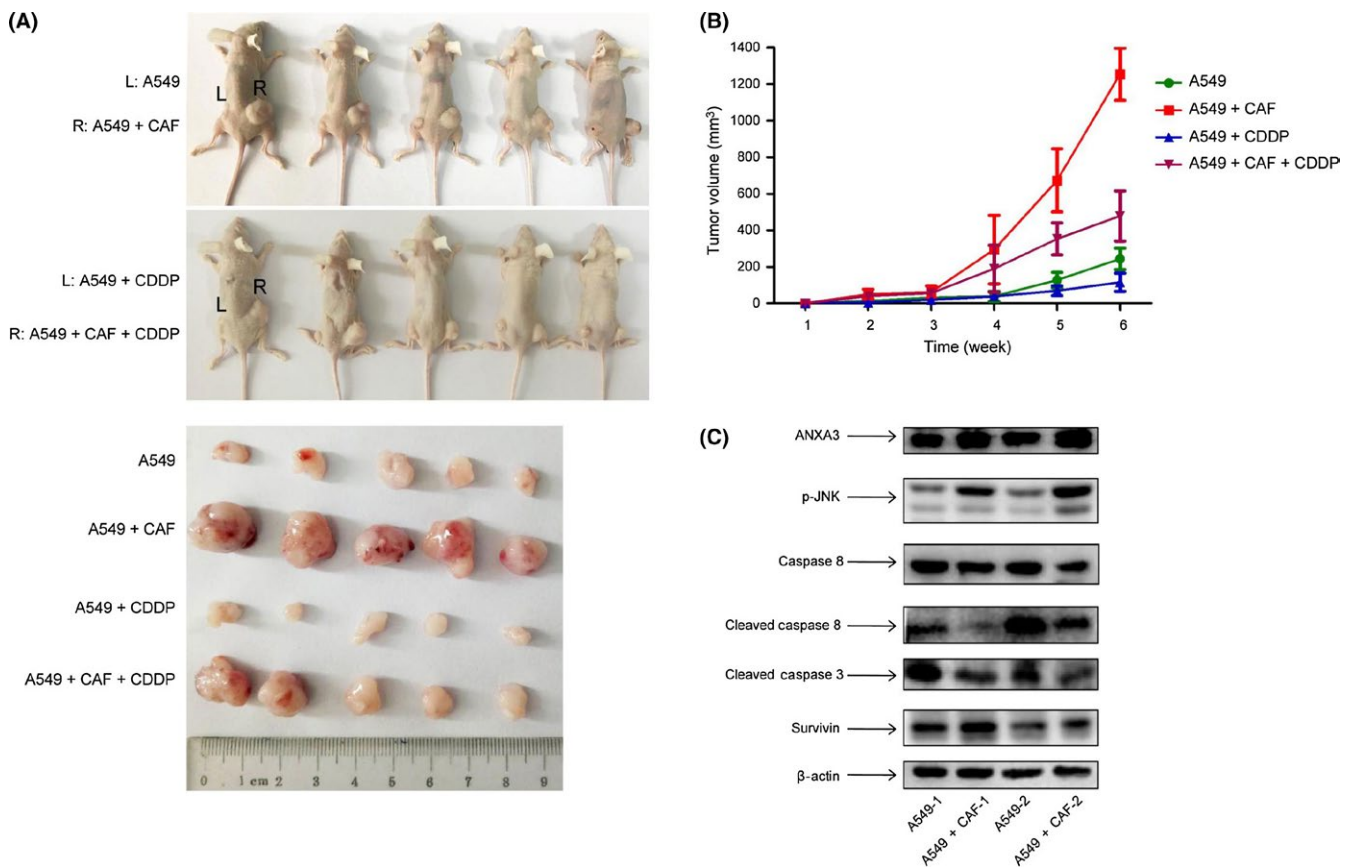 (A)
L: A549
R: A549 + CAF
L
R
L: A549 + CDDP
R: A549 + CAF + CDDP
L
R
A549
A549 + CAF
A549 + CDDP
A549 + CAF + CDDP
0 1 cm 2 3 4 5 6 7 8 9
(B)
1400
1200
1000
800
600
400
200
0
Tumor volume (mm³)
1 2 3 4 5 6
Time (week)
A549
A549 + CAF
A549 + CDDP
A549 + CAF + CDDP
(C)
ANXA3
p-JNK
Caspase 8
Cleaved caspase 8
Cleaved caspase 3
Survivin
β-actin
A549-1
A549 + CAF-1
A549-2
A549 + CAF-2